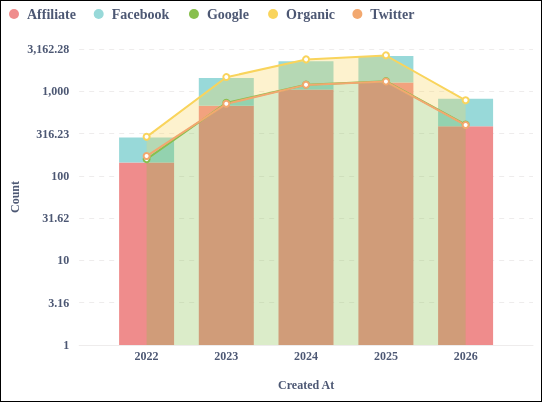 Affiliate Facebook Google Organic Twitter
3,162.28
1,000
316.23
100
31.62
10
3.16
1
Count
2022 2023 2024 2025 2026
Created At